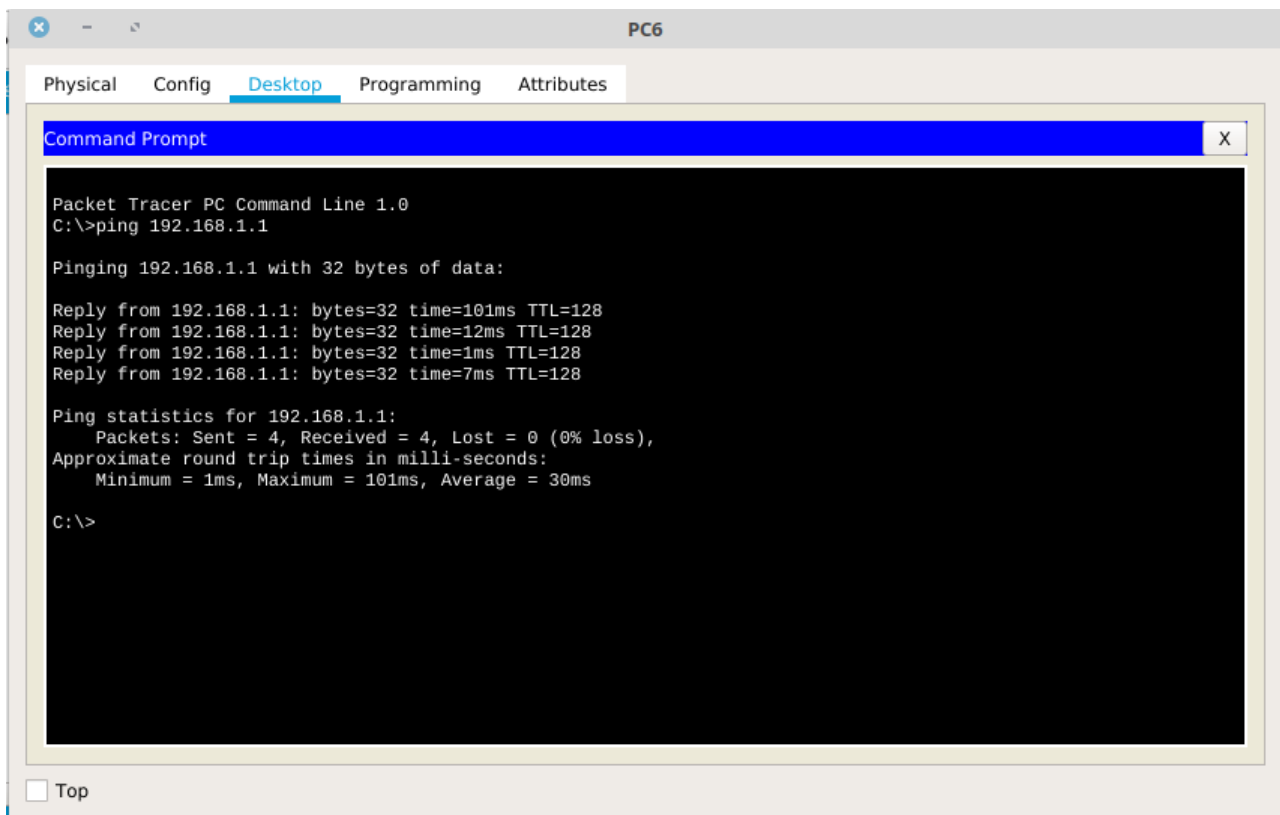 PC6
Physical Config Desktop Programming Attributes
Command Prompt
X
Packet Tracer PC Command Line 1.0
C:\>ping 192.168.1.1
Pinging 192.168.1.1 with 32 bytes of data:
Reply from 192.168.1.1: bytes=32 time=101ms TTL=128
Reply from 192.168.1.1: bytes=32 time=12ms TTL=128
Reply from 192.168.1.1: bytes=32 time=1ms TTL=128
Reply from 192.168.1.1: bytes=32 time=7ms TTL=128
Ping statistics for 192.168.1.1:
Packets: Sent = 4, Received = 4, Lost = 0 (0% loss),
Approximate round trip times in milli-seconds:
Minimum = 1ms, Maximum = 101ms, Average = 30ms
C:\>
Top